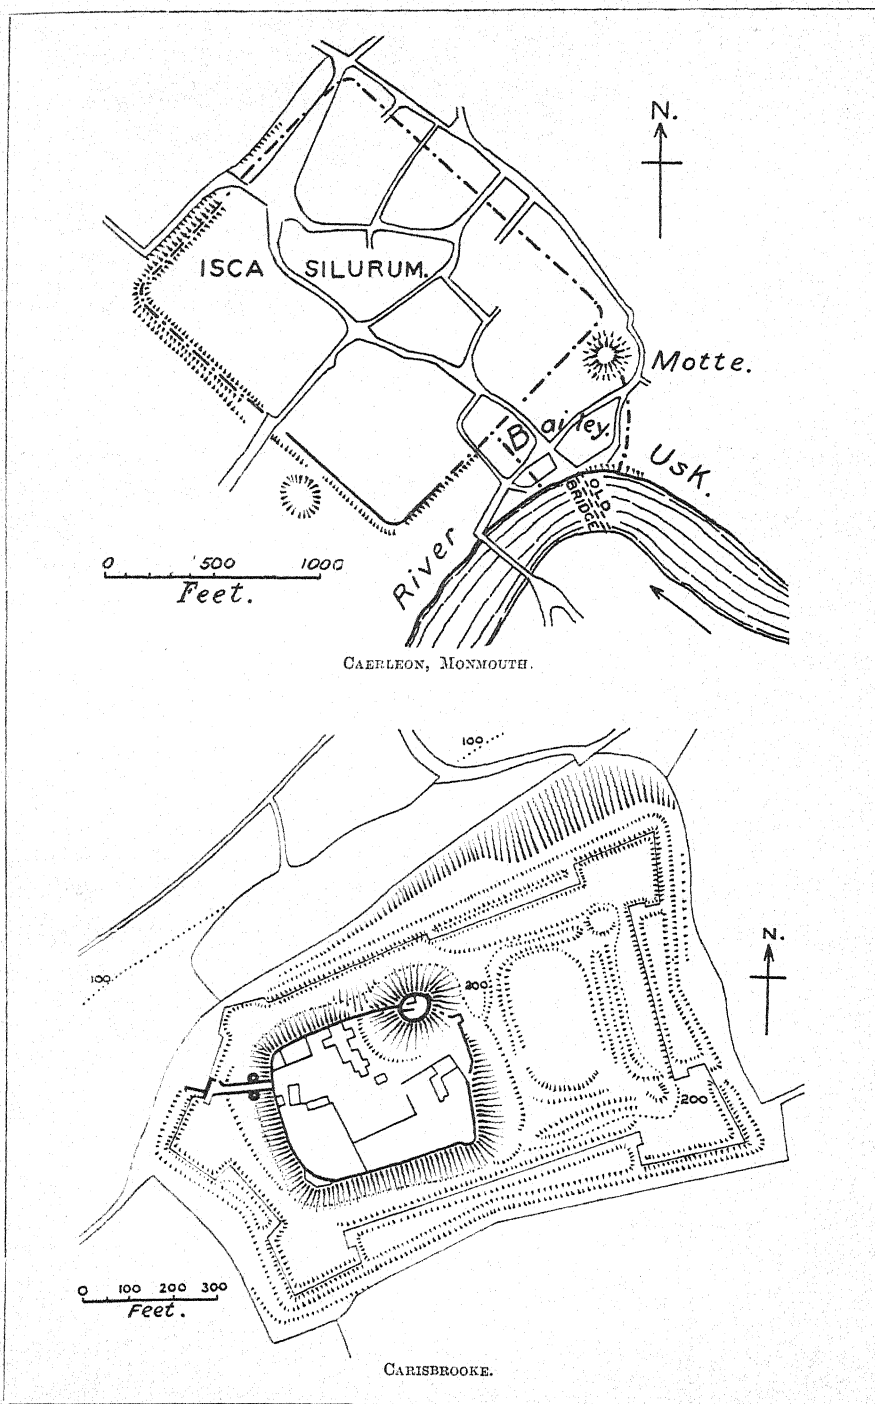 N.
ISCA SILURUM.
Motte.
Bailey.
Usk.
OLD
BRIDGE
River
0 500 1000
Feet.
CAERLEON, MONMOUTH.
100
100
N.
200
200
0 100 200 300
Feet.
CARISBROOKE.